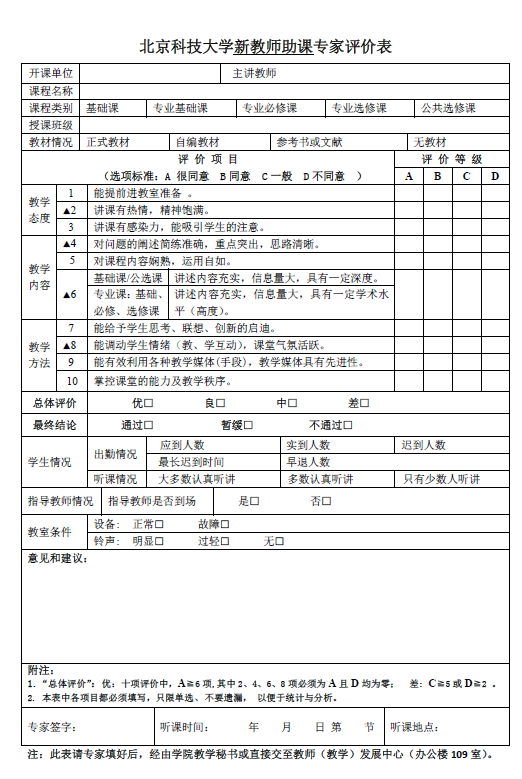 北京科技大学新教师助课专家评价表
开课单位 主讲教师
课程名称
课程类别 基础课 专业基础课 专业必修课 专业选修课 公共选修课
授课班级
教材情况 正式教材 自编教材 参考书或文献 无教材
评 价 项 目 评 价 等 级
(选项标准: A 很同意 B 同意 C 一般 D 不同意 ) A B C D
教学态度 1 能提前进教室准备 。
▲2 讲课有热情，精神饱满。
3 讲课有感染力，能吸引学生的注意。
教学内容 ▲4 对问题的阐述简练准确，重点突出，思路清晰。
5 对课程内容娴熟，运用自如。
▲6 基础课/公选课 讲述内容充实，信息量大，具有一定深度。
专业课：基础、必修、选修课 讲述内容充实，信息量大，具有一定学术水平（高度）。
教学方法 7 能给予学生思考、联想、创新的启迪。
▲8 能调动学生情绪（教、学互动），课堂气氛活跃。
9 能有效利用各种教学媒体(手段)，教学媒体具有先进性。
10 掌控课堂的能力及教学秩序。
总体评价 优□ 良□ 中□ 差□
最终结论 通过□ 暂缓□ 不通过□
学生情况 出勤情况 应到人数 实到人数 迟到人数
最长迟到时间 早退人数
听课情况 大多数认真听讲 多数认真听讲 只有少数人听讲
指导教师情况 指导教师是否到场 是□ 否□
教室条件 设备： 正常□ 故障□
铃声： 明显□ 过轻□ 无□
意见和建议：
附注：
1. “总体评价”：优：十项评价中，A≧6 项,其中 2、4、6、8 项必须为 A 且 D 均为零； 差: C≧5 或 D≧2 。
2. 本表中各项目都必须填写，只限单选、不要遗漏， 以便于统计与分析。
专家签字： 听课时间： 年 月 日 第 节 听课地点：
注：此表请专家填好后，经由学院教学秘书或直接交至教师（教学）发展中心（办公楼 109 室）。